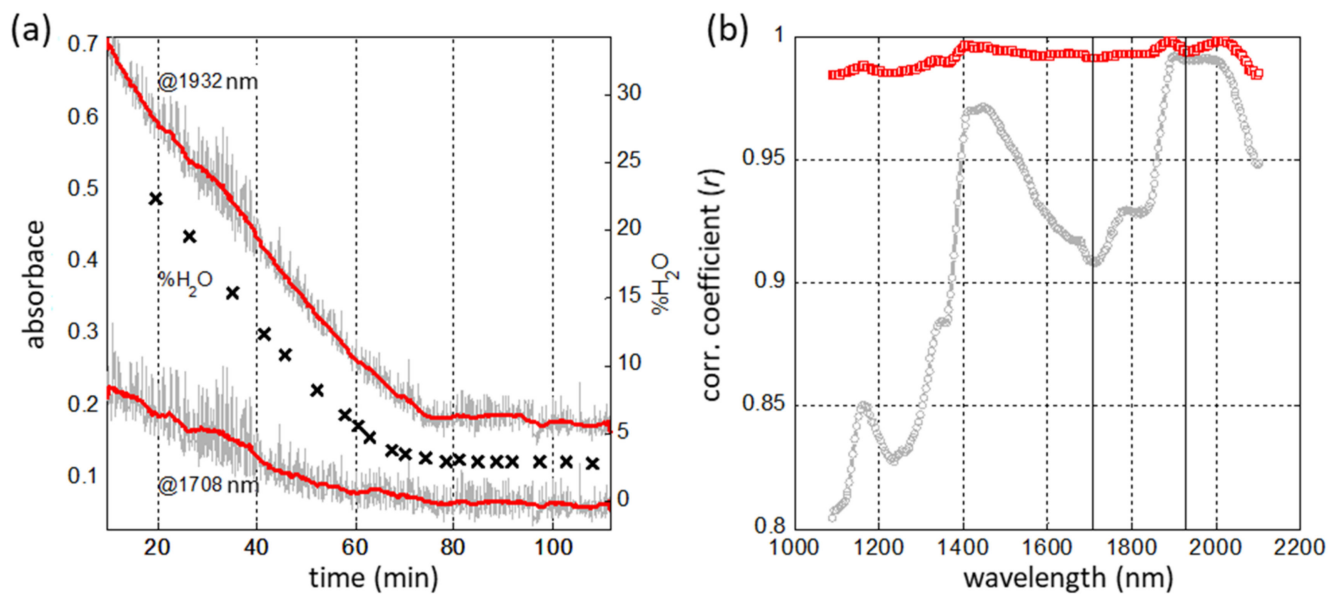 (a)
0.7
0.6
0.5
0.4
0.3
0.2
0.1
absorbace
@1932 nm
%H2O
@1708 nm
30
25
20
15
10
5
0
%H2O
20 40 60 80 100
time (min)
(b)
1
0.95
0.9
0.85
0.8
corr. coefficient (r)
1000 1200 1400 1600 1800 2000 2200
wavelength (nm)